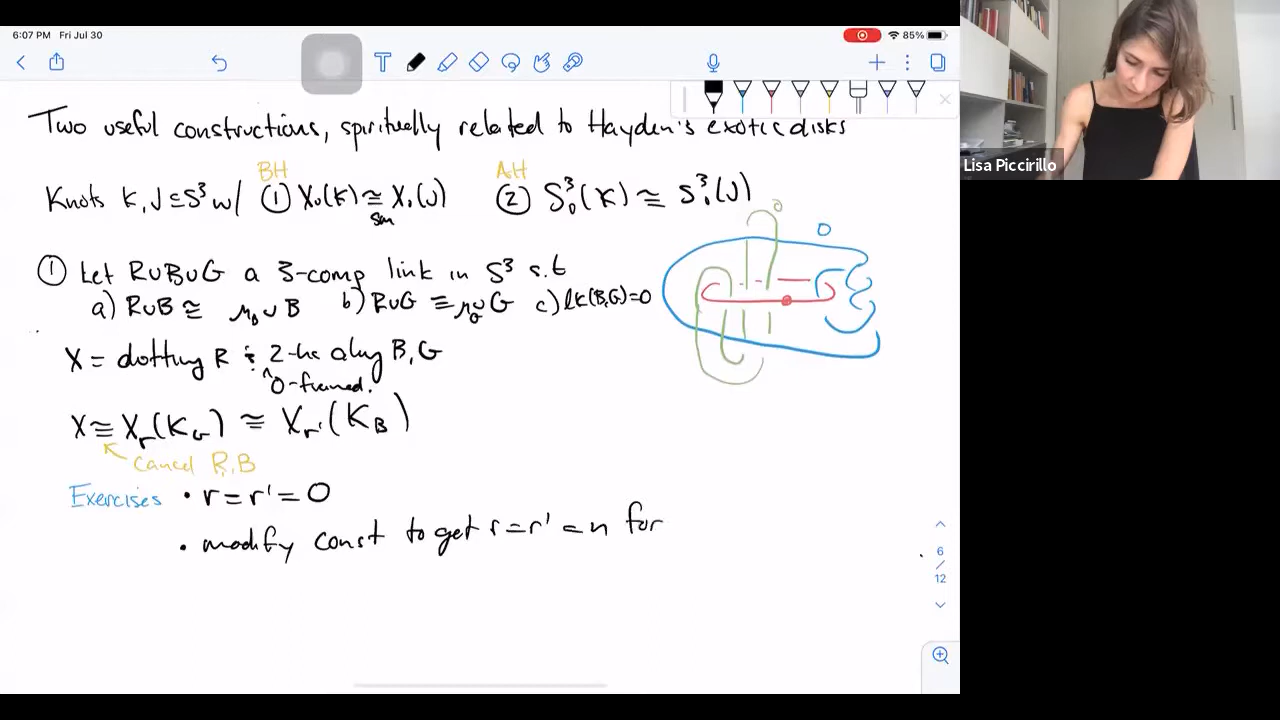 6:07 PM Fri Jul 30
85%
Two useful constructions, spiritually related to Hayden's exotic disks
BH
AH
Knots K, J ⊆ S³ w/ ① X₀(K) ≅ X₀(J) ② S³₀(K) ≅ S³₀(J)
sm
0
0
① Let R∪B∪G a 3-comp link in S³ s.t
a) R∪B ≅ μ_B ∪ B b) R∪G ≅ μ_G ∪ G c) lk(B,G)=0
X = dotting R & 2-hs along B, G
0-framed.
X ≅ X_r(K_G) ≅ X_r'(K_B)
Cancel R, B
Exercises • r = r' = 0
• modify const to get r = r' = n for
6
/
12
Lisa Piccirillo